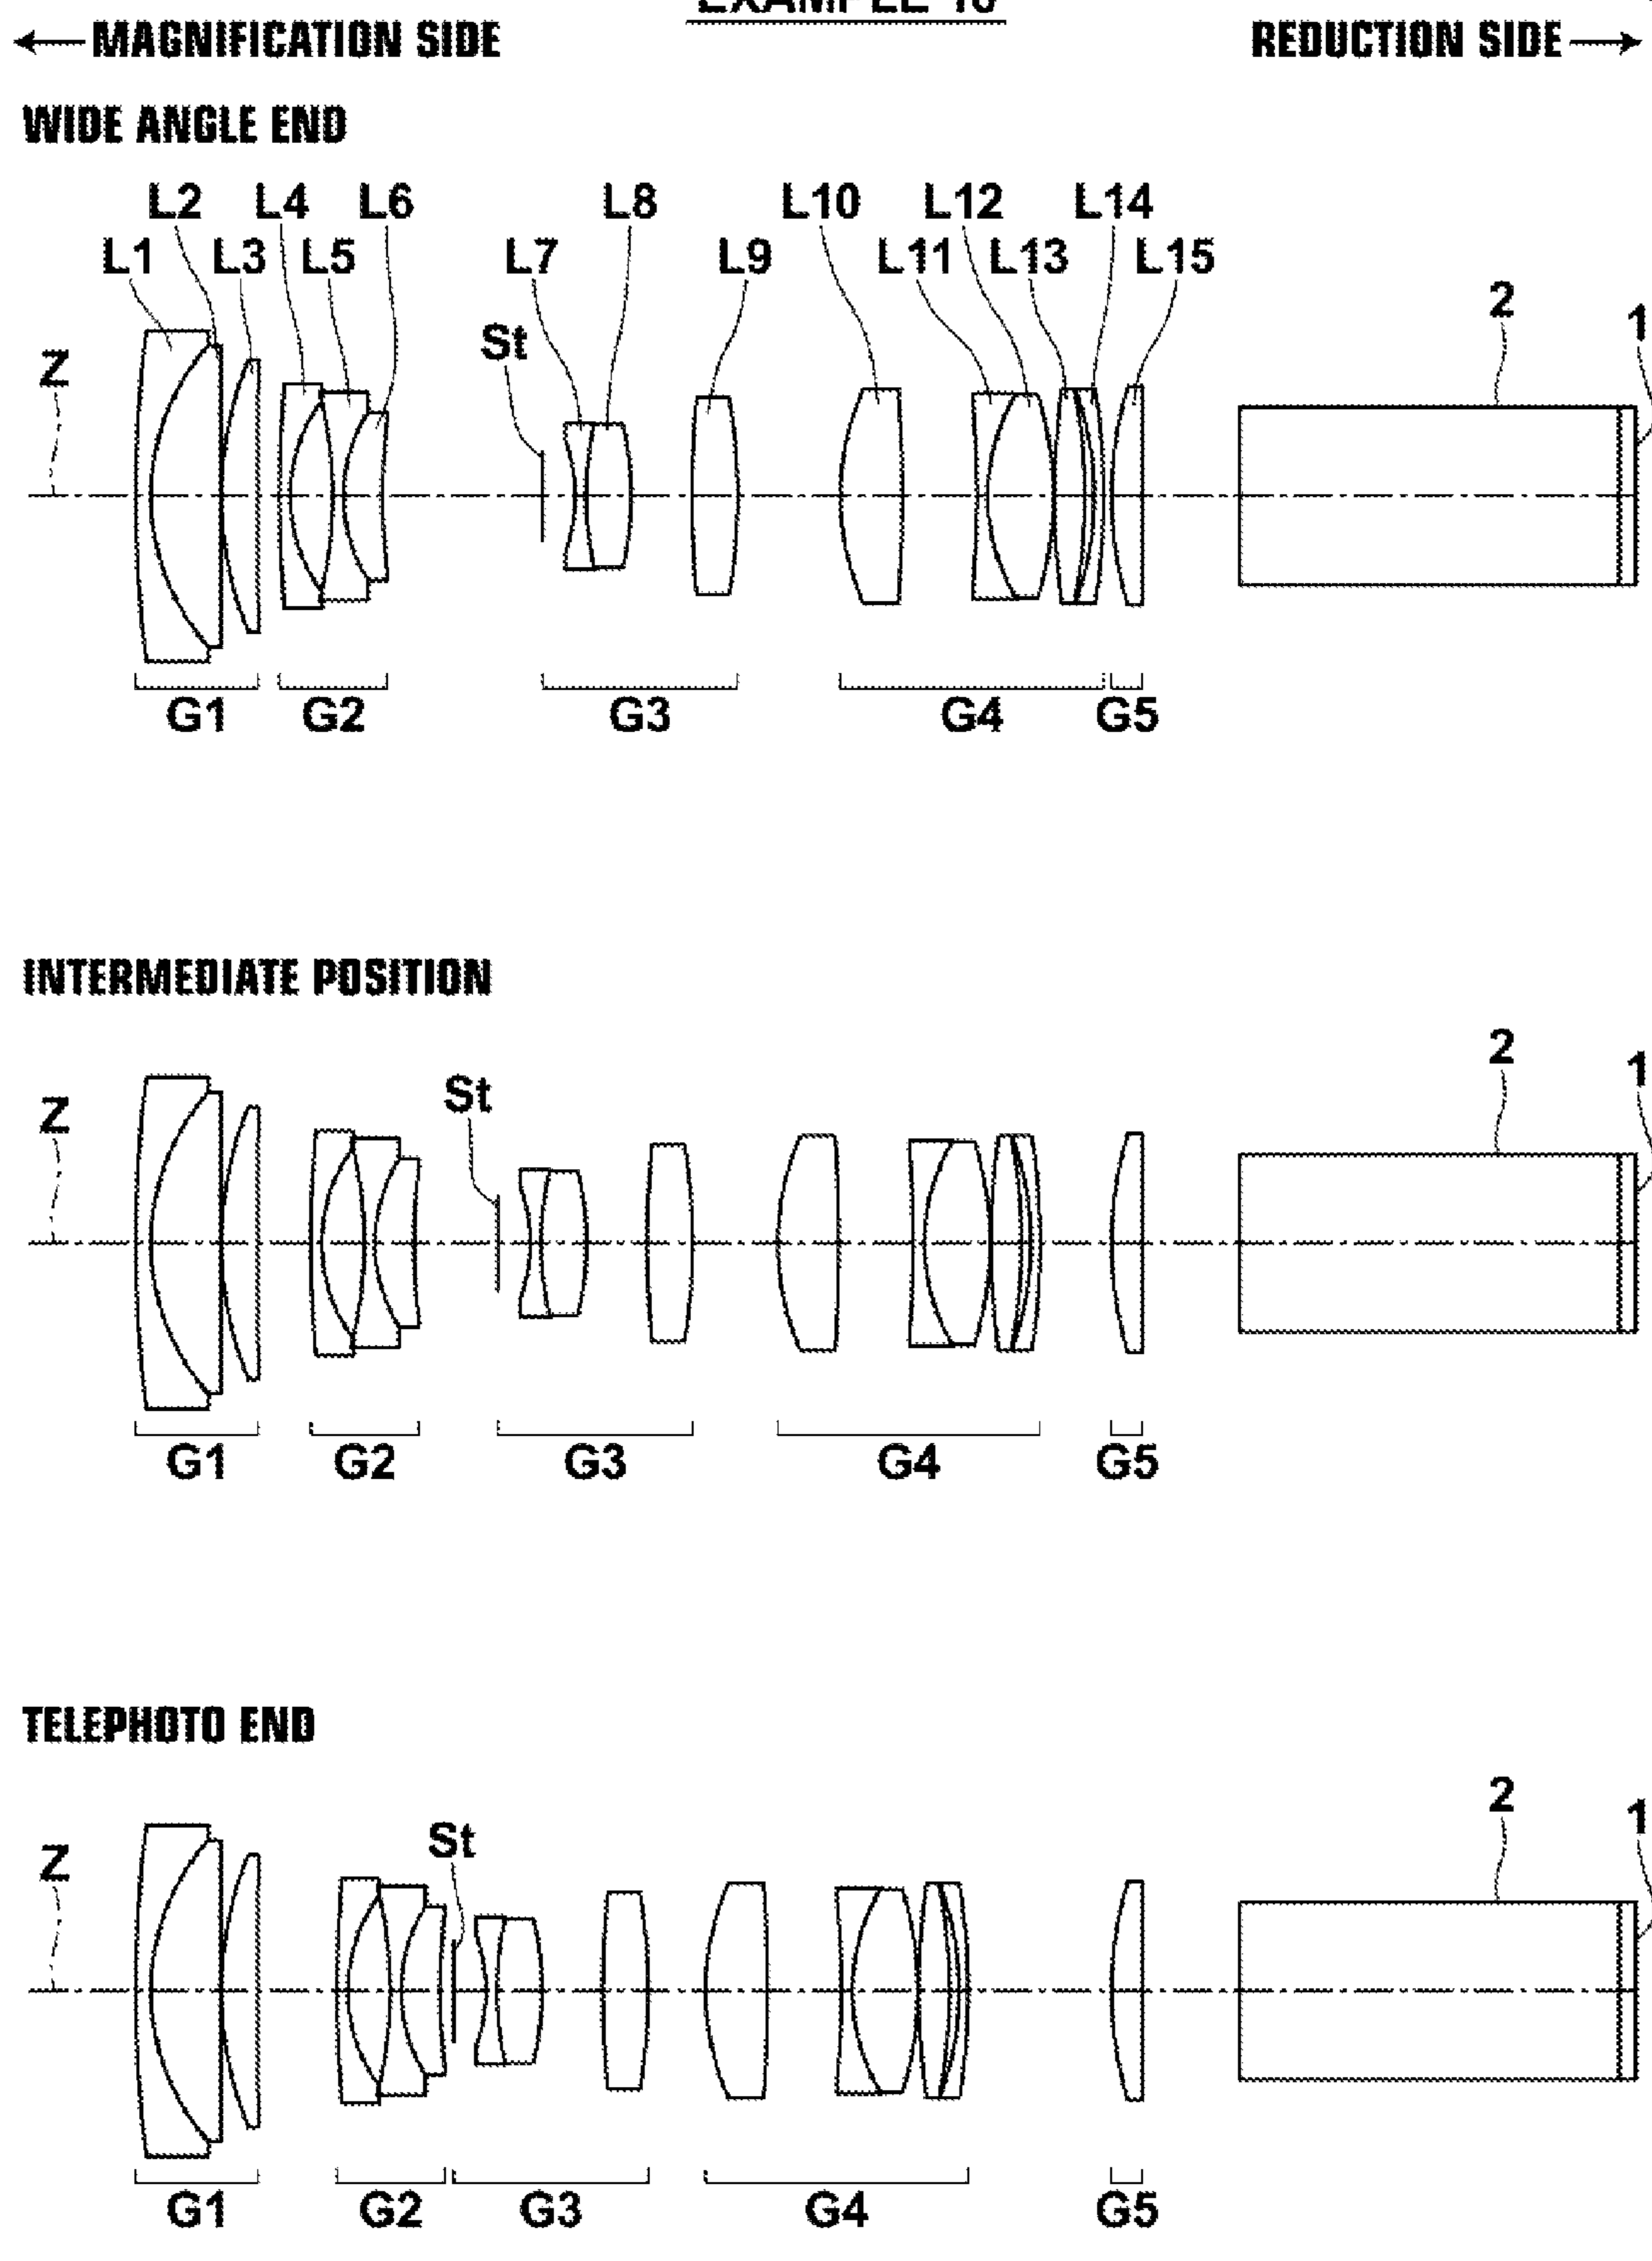 MAGNIFICATION SIDE
REDUCTION SIDE
WIDE ANGLE END
L2 L4 L6 L8 L10 L12 L14
L1 L3 L5 L7 L9 L11 L13 L15
2
1
St
Z
G1 G2 G3 G4 G5
INTERMEDIATE POSITION
2
1
St
Z
G1 G2 G3 G4 G5
TELEPHOTO END
2
1
St
Z
G1 G2 G3 G4 G5